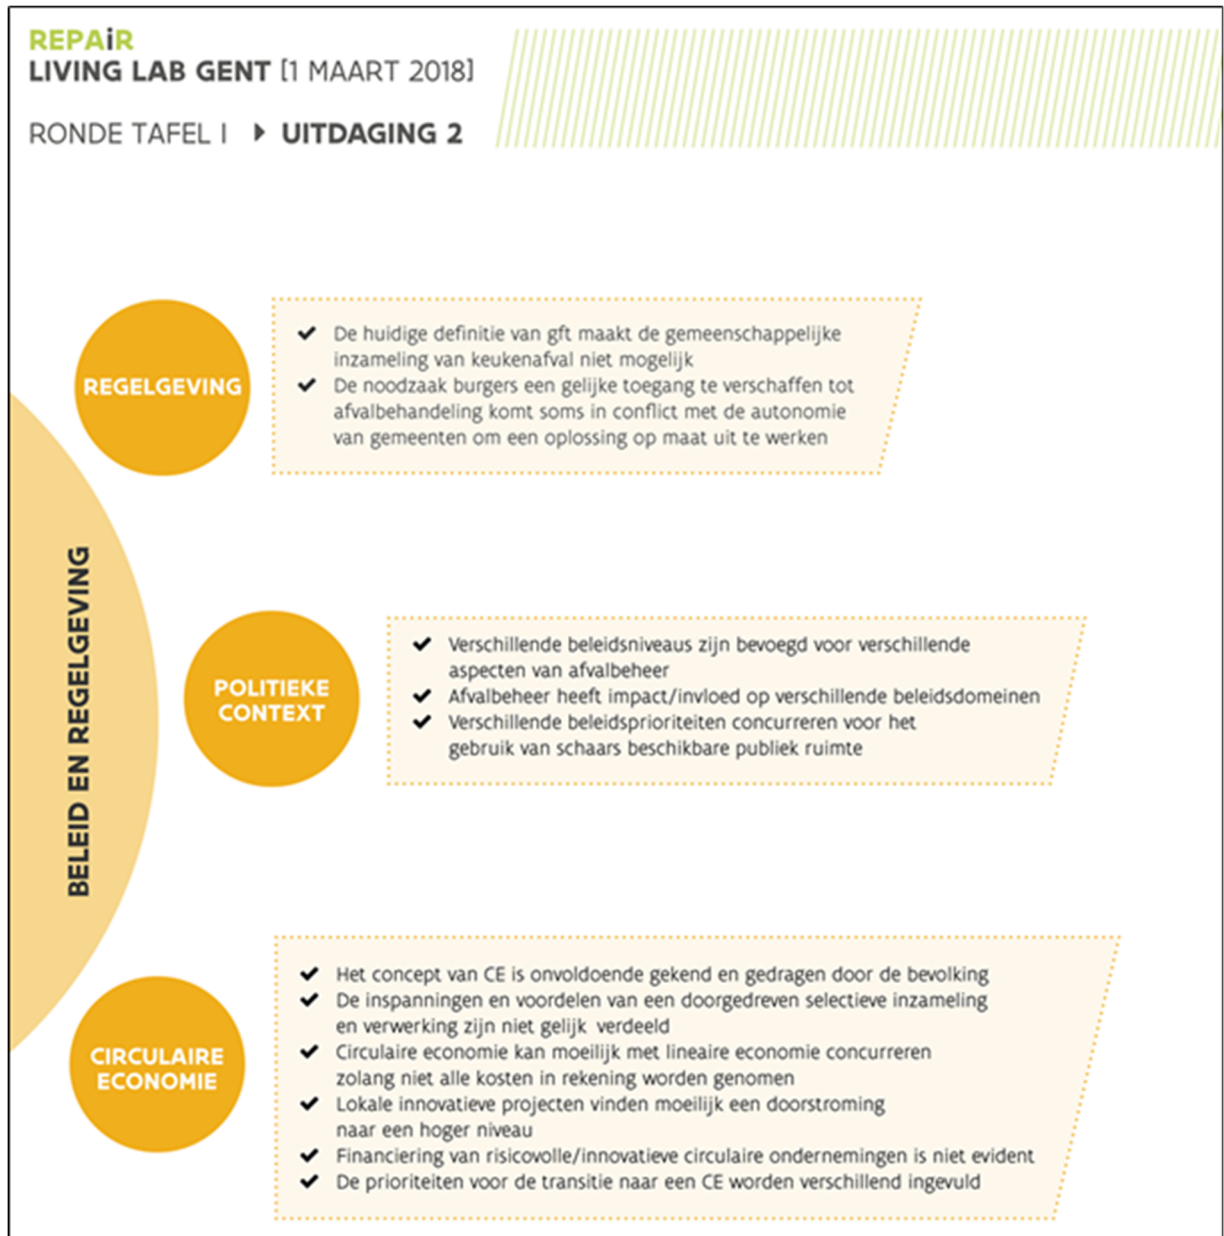 REPAiR
LIVING LAB GENT [1 MAART 2018]
RONDE TAFEL I ▸ UITDAGING 2
REGELGEVING
✔ De huidige definitie van gft maakt de gemeenschappelijke
inzameling van keukenafval niet mogelijk
✔ De noodzaak burgers een gelijke toegang te verschaffen tot
afvalbehandeling komt soms in conflict met de autonomie
van gemeenten om een oplossing op maat uit te werken
BELEID EN REGELGEVING
POLITIEKE
CONTEXT
✔ Verschillende beleidsniveaus zijn bevoegd voor verschillende
aspecten van afvalbeheer
✔ Afvalbeheer heeft impact/invloed op verschillende beleidsdomeinen
✔ Verschillende beleidsprioriteiten concurreren voor het
gebruik van schaars beschikbare publiek ruimte
CIRCULAIRE
ECONOMIE
✔ Het concept van CE is onvoldoende gekend en gedragen door de bevolking
✔ De inspanningen en voordelen van een doorgedreven selectieve inzameling
en verwerking zijn niet gelijk verdeeld
✔ Circulaire economie kan moeilijk met lineaire economie concurreren
zolang niet alle kosten in rekening worden genomen
✔ Lokale innovatieve projecten vinden moeilijk een doorstroming
naar een hoger niveau
✔ Financiering van risicovolle/innovatieve circulaire ondernemingen is niet evident
✔ De prioriteiten voor de transitie naar een CE worden verschillend ingevuld